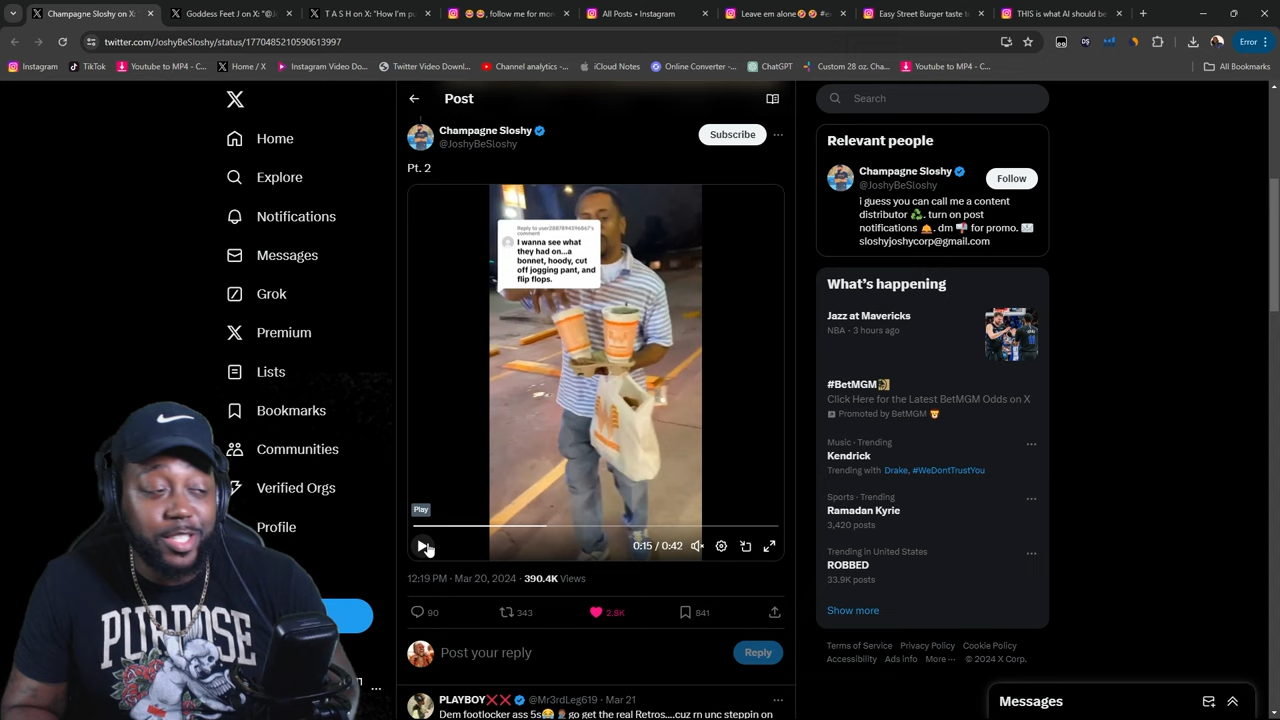 Champagne Sloshy on X:
Goddess Feet J on X: "@Jo
T A S H on X: "How I'm pu
😄 😄, follow me for mor
All Posts • Instagram
Leave em alone🤣 🤣 #e
Easy Street Burger taste te
THIS is what AI should be
twitter.com/JoshyBeSloshy/status/1770485210590613997
Error
Instagram
TikTok
Youtube to MP4 - C...
Home / X
Instagram Video Do...
Twitter Video Downl...
Channel analytics -...
iCloud Notes
Online Converter -...
ChatGPT
Custom 28 oz. Cha...
Youtube to MP4 - C...
All Bookmarks
Home
Explore
Notifications
Messages
Grok
Premium
Lists
Bookmarks
Communities
Verified Orgs
Profile
Post
Champagne Sloshy
@JoshyBeSloshy
Subscribe
Pt. 2
comment
I wanna see what
they had on...a
bonnet, hoody, cut
off jogging pant, and
flip flops.
Play
0:15 / 0:42
12:19 PM · Mar 20, 2024 · 390.4K Views
90
343
2.8K
841
Post your reply
Reply
PLAYBOY❌❌ @Mr3rdLeg619 · Mar 21
Dem footlocker ass 5s😂 go get the real Retros....cuz rn unc steppin on
Search
Relevant people
Champagne Sloshy
@JoshyBeSloshy
Follow
I guess you can call me a content
distributor ♻️. turn on post
notifications 🔔. dm 📬 for promo. 📧
sloshyjoshycorp@gmail.com
What's happening
Jazz at Mavericks
NBA · 3 hours ago
#BetMGM
Click Here for the Latest BetMGM Odds on X
Promoted by BetMGM
Music · Trending
Kendrick
Trending with Drake, #WeDontTrustYou
Sports · Trending
Ramadan Kyrie
3,420 posts
Trending in United States
ROBBED
33.9K posts
Show more
Terms of Service Privacy Policy Cookie Policy
Accessibility Ads info More ··· © 2024 X Corp.
Messages
PURPOSE